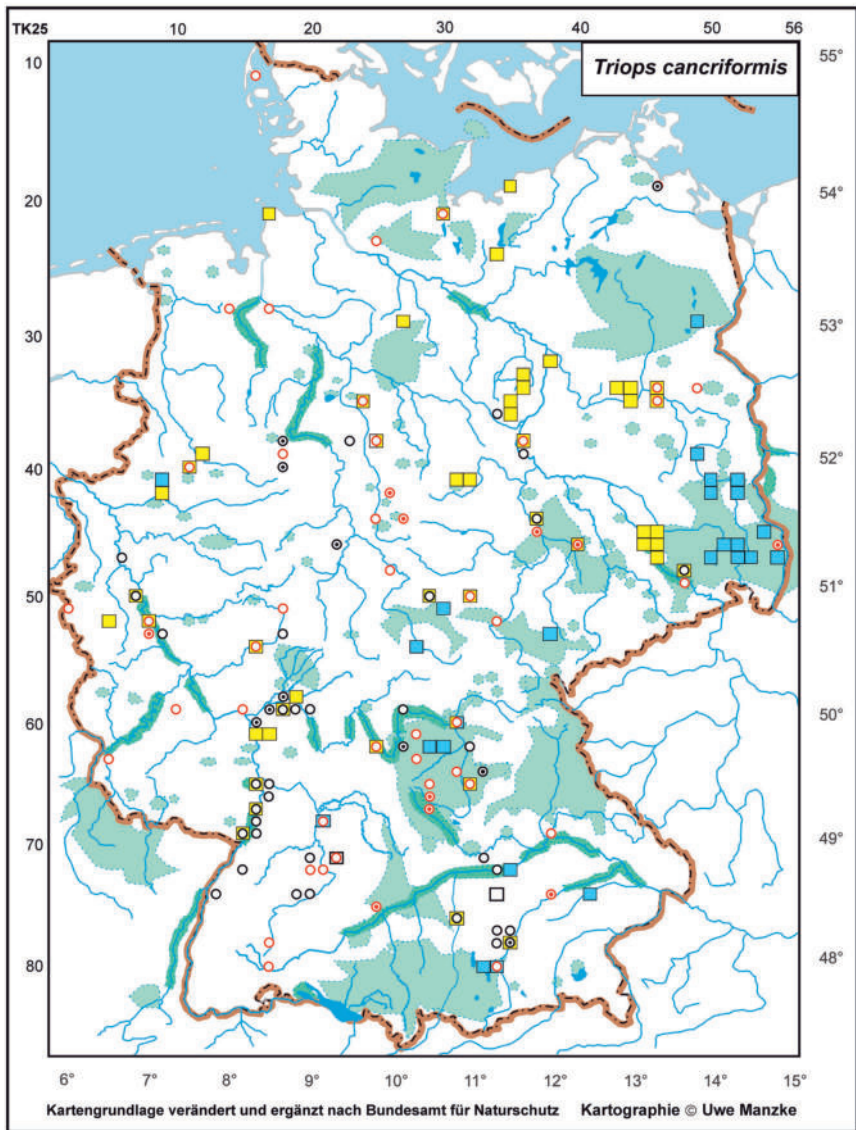 TK25 10 20 30 40 50 56
Triops cancriformis
10 55°
20 54°
30 53°
40 52°
50 51°
60 50°
70 49°
80 48°
6° 7° 8° 9° 10° 11° 12° 13° 14° 15°
Kartengrundlage verändert und ergänzt nach Bundesamt für Naturschutz Kartographie © Uwe Manzke